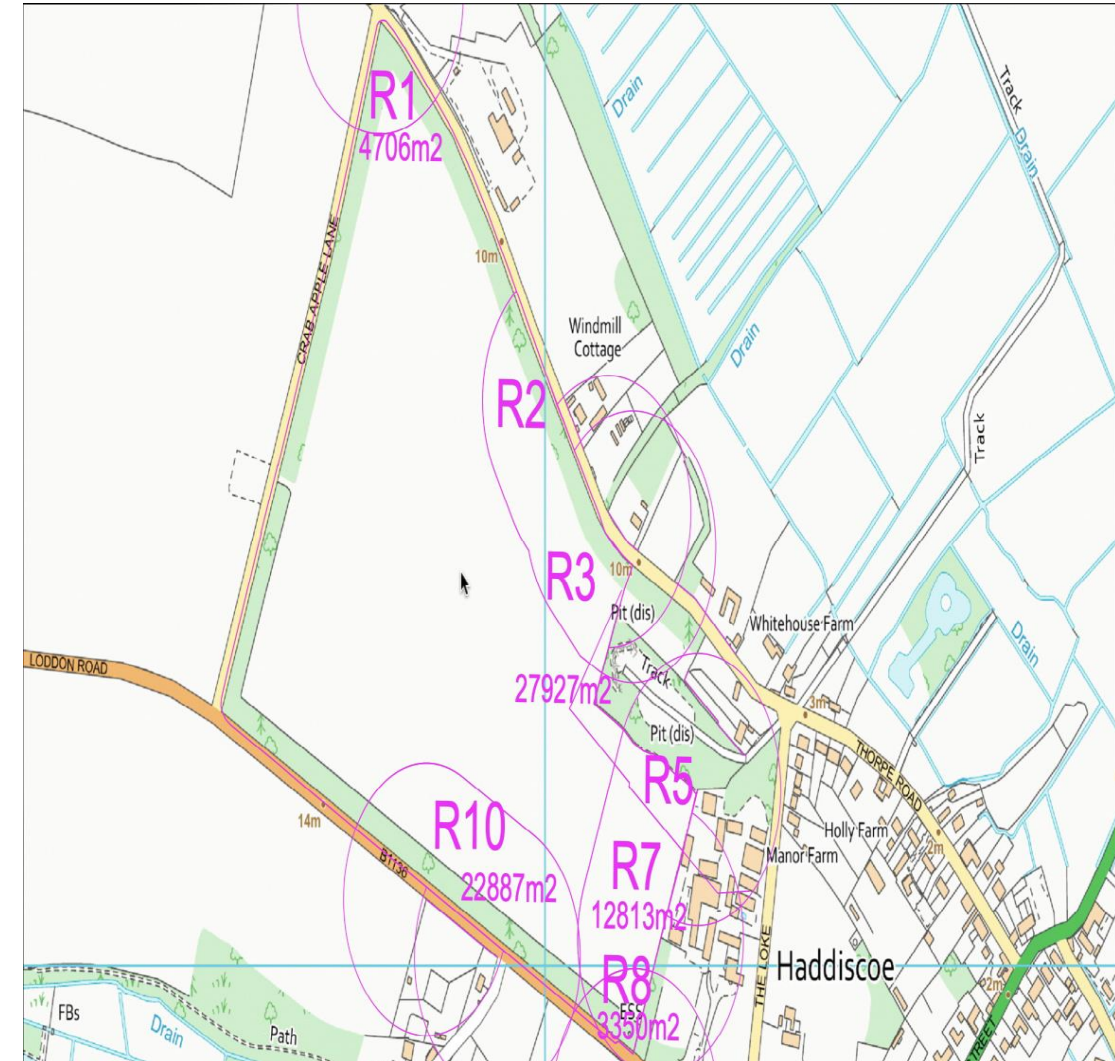 Track
Drain
Drain
R1
4706m2
CRAB APPLE LANE
10m
Windmill
Cottage
Drain
R2
Track
R3
10m
Pit (dis)
Whitehouse Farm
Drain
LODDON ROAD
Track
27927m2
3m
Pit (dis)
THORPE ROAD
R5
14m
R10
Holly Farm
2m
B1136
Manor Farm
22887m2
R7
12813m2
Haddiscoe
THE LOKE
R8
2m
FBs
Drain
Path
3350m2
STREET